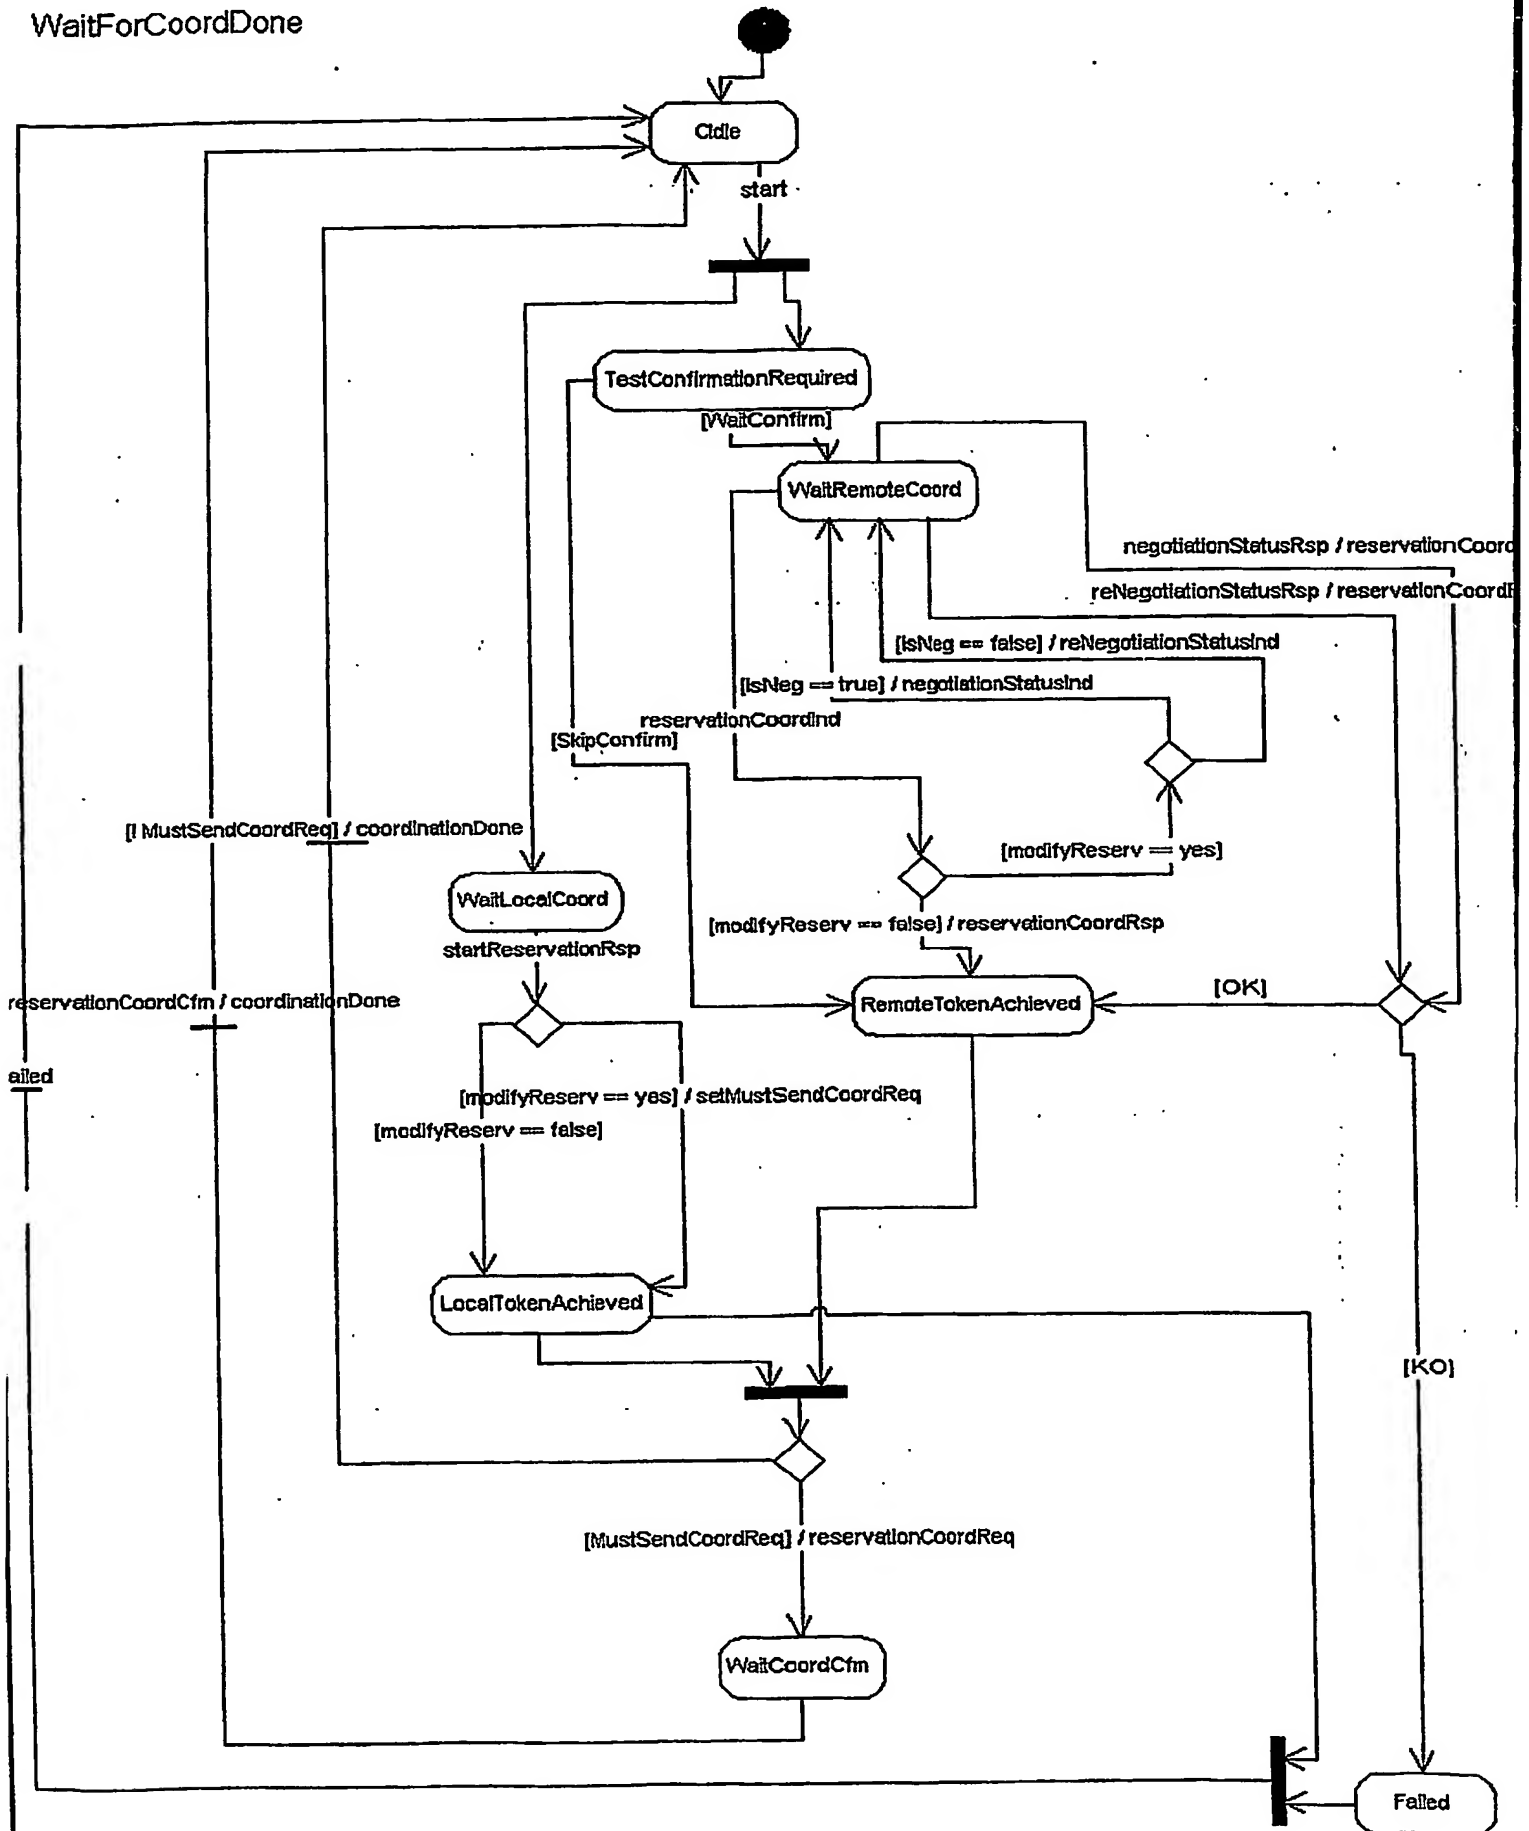 WaitForCoordDone
CIdle
start
TestConfirmationRequired
[WaitConfirm]
WaitRemoteCoord
negotiationStatusRsp / reservationCoord
reNegotiationStatusRsp / reservationCoordF
[IsNeg == false] / reNegotiationStatusInd
[IsNeg == true] / negotiationStatusInd
reservationCoordInd
[SkipConfirm]
[! MustSendCoordReq] / coordinationDone
[modifyReserv == yes]
WaitLocalCoord
[modifyReserv == false] / reservationCoordRsp
startReservationRsp
[OK]
reservationCoordCfm / coordinationDone
RemoteTokenAchieved
ailed
[modifyReserv == yes] / setMustSendCoordReq
[modifyReserv == false]
LocalTokenAchieved
[KO]
[MustSendCoordReq] / reservationCoordReq
WaitCoordCfm
Failed